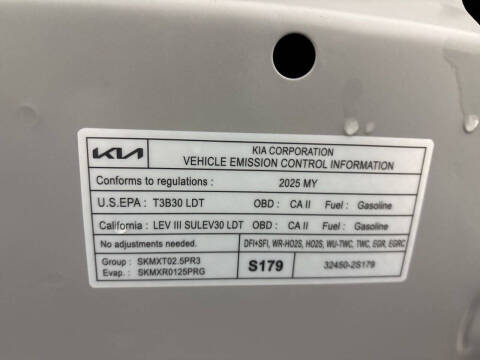 KIA KIA CORPORATION
VEHICLE EMISSION CONTROL INFORMATION
Conforms to regulations : 2025 MY
U.S.EPA : T3B30 LDT OBD : CA II Fuel : Gasoline
California : LEV III SULEV30 LDT OBD : CA II Fuel : Gasoline
No adjustments needed. DFI+SFI, WR-HO2S, HO2S, WU-TWC, TWC, EGR, EGRC
Group : SKMXT02.5PR3
Evap. : SKMXR0125PRG
S179
32450-2S179